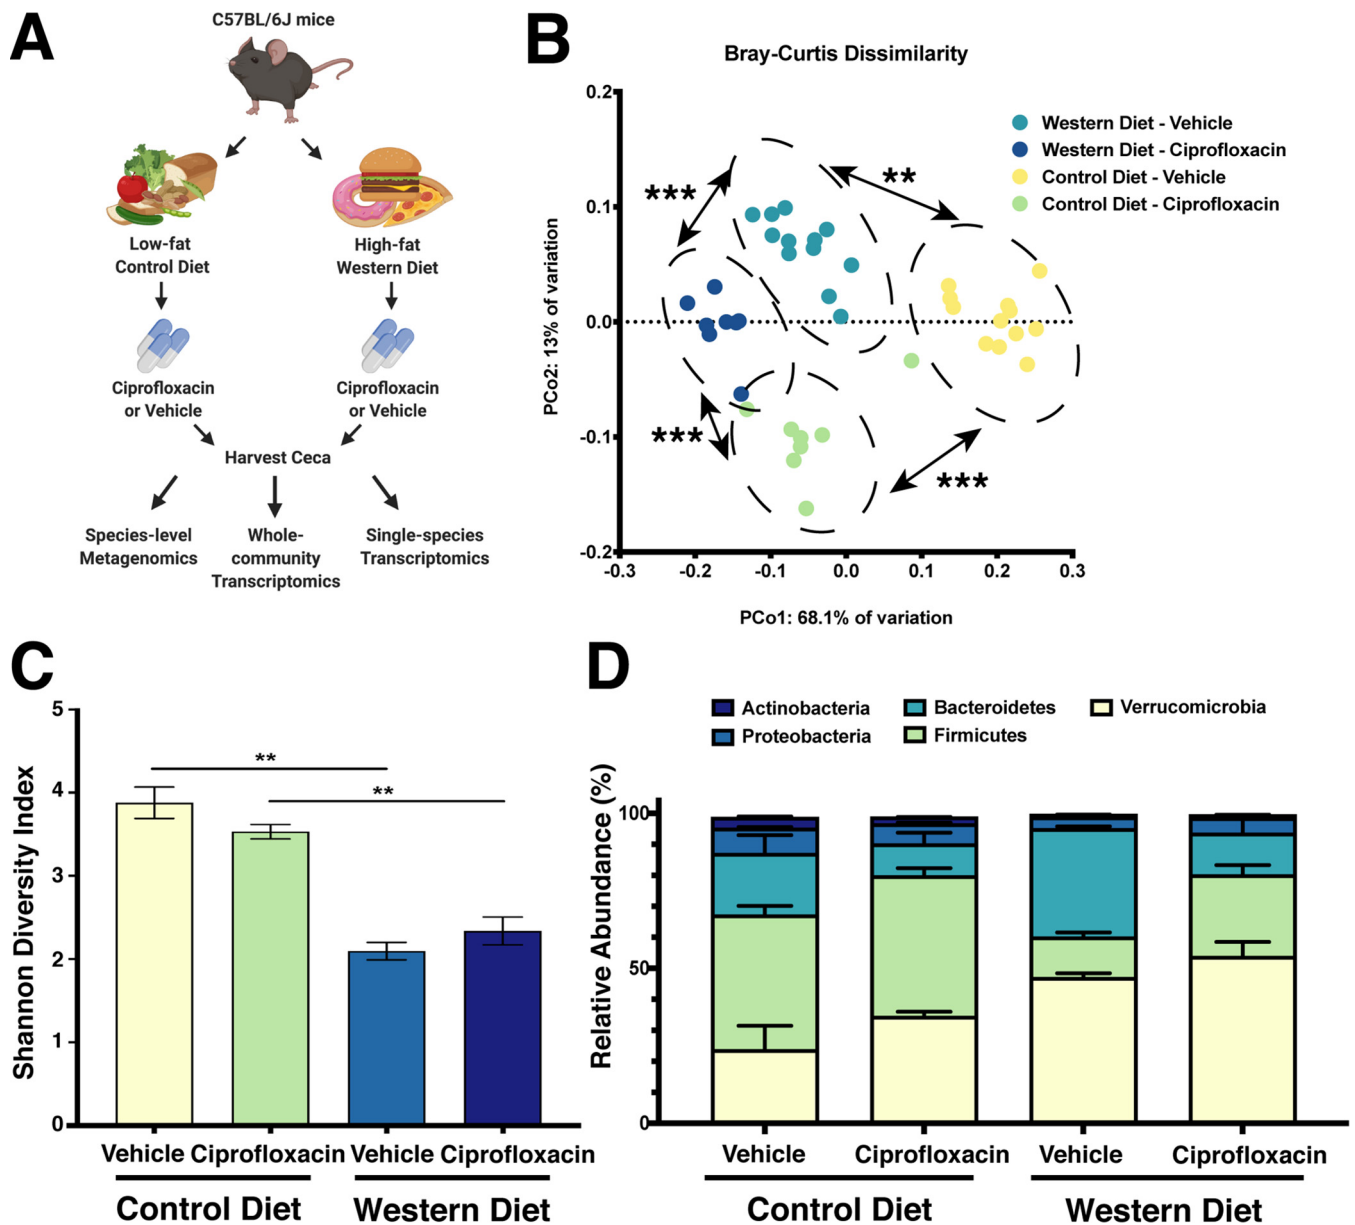 A
C57BL/6J mice
Low-fat
Control Diet
High-fat
Western Diet
Ciprofloxacin
or Vehicle
Ciprofloxacin
or Vehicle
Harvest Ceca
Species-level
Metagenomics
Whole-
community
Transcriptomics
Single-species
Transcriptomics
B
Bray-Curtis Dissimilarity
Western Diet - Vehicle
Western Diet - Ciprofloxacin
Control Diet - Vehicle
Control Diet - Ciprofloxacin
PCo2: 13% of variation
0.2
0.1
0.0
-0.1
-0.2
***
**
***
***
-0.3 -0.2 -0.1 0.0 0.1 0.2 0.3
PCo1: 68.1% of variation
C
Shannon Diversity Index
5
4
3
2
1
0
**
**
Vehicle Ciprofloxacin Vehicle Ciprofloxacin
Control Diet Western Diet
D
Actinobacteria Bacteroidetes Verrucomicrobia
Proteobacteria Firmicutes
Relative Abundance (%)
100
50
0
Vehicle Ciprofloxacin Vehicle Ciprofloxacin
Control Diet Western Diet